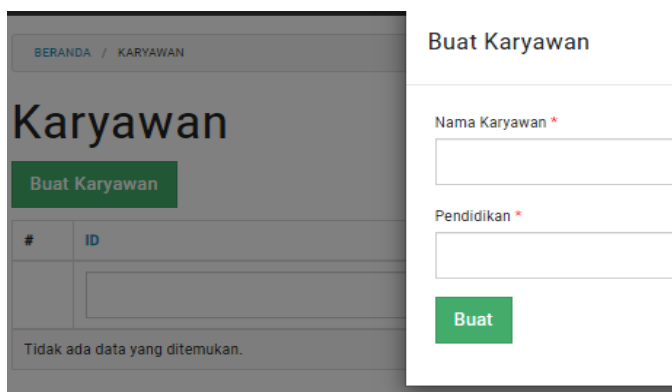 BERANDA / KARYAWAN
Karyawan
Buat Karyawan
# ID
Tidak ada data yang ditemukan.
Buat Karyawan
Nama Karyawan *
Pendidikan *
Buat